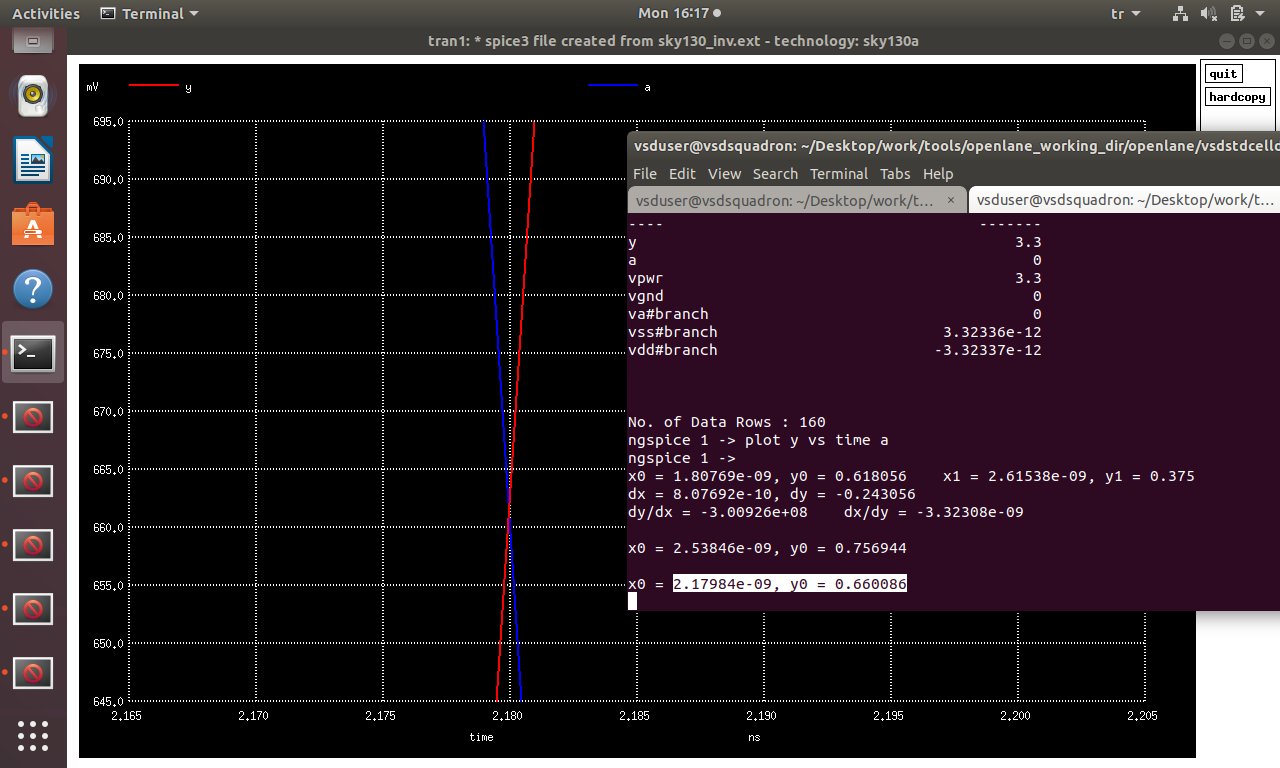 Activities Terminal Mon 16:17 tr
tran1: * spice3 file created from sky130_inv.ext - technology: sky130a
quit
hardcopy
mV y a
695.0
690.0
685.0
680.0
675.0
670.0
665.0
660.0
655.0
650.0
645.0
2.165 2.170 2.175 2.180 2.185 2.190 2.195 2.200 2.205
time ns
vsduser@vsdsquadron: ~/Desktop/work/tools/openlane_working_dir/openlane/vsdstdcell
File Edit View Search Terminal Tabs Help
vsduser@vsdsquadron: ~/Desktop/work/t... × vsduser@vsdsquadron: ~/Desktop/work/t...
---- -------
y 3.3
a 0
vpwr 3.3
vgnd 0
va#branch 0
vss#branch 3.32336e-12
vdd#branch -3.32337e-12
No. of Data Rows : 160
ngspice 1 -> plot y vs time a
ngspice 1 ->
x0 = 1.80769e-09, y0 = 0.618056 x1 = 2.61538e-09, y1 = 0.375
dx = 8.07692e-10, dy = -0.243056
dy/dx = -3.00926e+08 dx/dy = -3.32308e-09
x0 = 2.53846e-09, y0 = 0.756944
x0 = 2.17984e-09, y0 = 0.660086